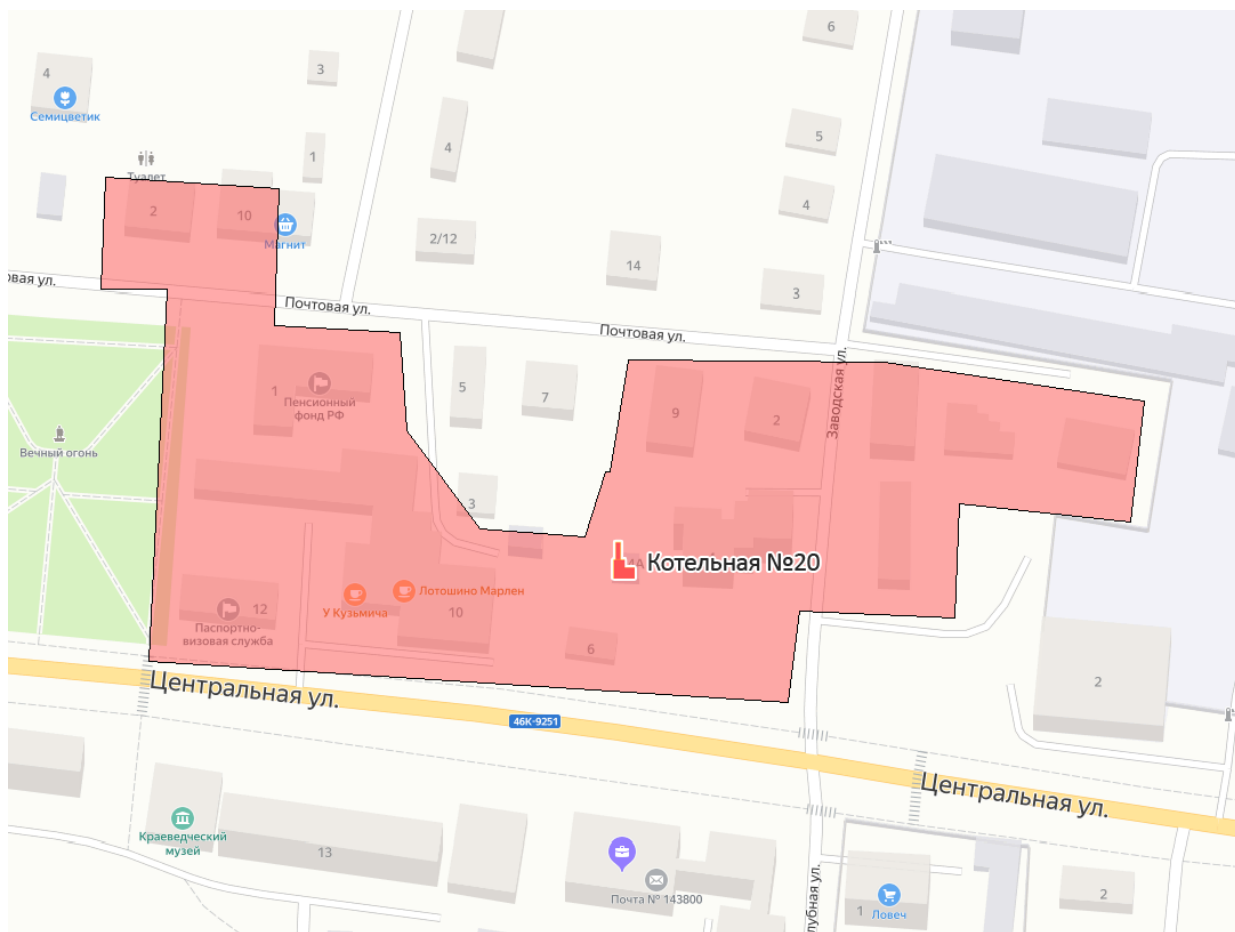 6
3
4
Семицветик
1
4
5
Туалет
2
10
Магнит
4
2/12
14
3
овая ул.
Почтовая ул.
Почтовая ул.
Заводская ул.
5
7
9
2
1
Пенсионный
фонд РФ
Вечный огонь
3
Котельная №20
У Кузьмича
Лотошино Марлен
12
10
Паспортно-
визовая служба
6
2
Центральная ул.
46К-9251
Центральная ул.
Краеведческий
музей
13
Почта № 143800
лубная ул.
1
Ловеч
2